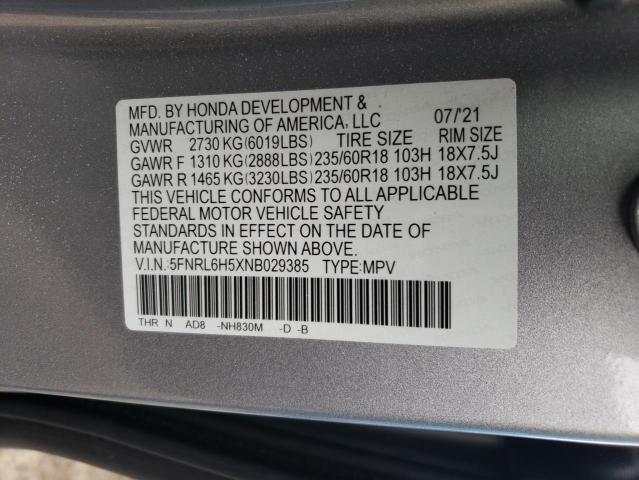 MFD. BY HONDA DEVELOPMENT &
MANUFACTURING OF AMERICA, LLC 07/'21
GVWR 2730 KG(6019LBS) TIRE SIZE RIM SIZE
GAWR F 1310 KG(2888LBS) 235/60R18 103H 18X7.5J
GAWR R 1465 KG(3230LBS) 235/60R18 103H 18X7.5J
THIS VEHICLE CONFORMS TO ALL APPLICABLE
FEDERAL MOTOR VEHICLE SAFETY
STANDARDS IN EFFECT ON THE DATE OF
MANUFACTURE SHOWN ABOVE.
V.I.N.:5FNRL6H5XNB029385 TYPE:MPV
THR N AD8 -NH830M -D -B